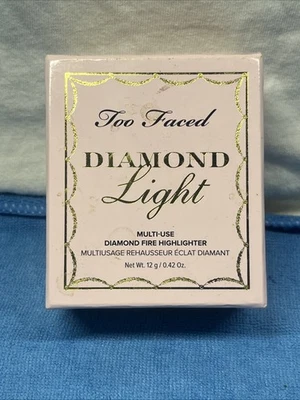 Too Faced
DIAMOND
Light
MULTI-USE
DIAMOND FIRE HIGHLIGHTER
MULTIUSAGE REHAUSSEUR ÉCLAT DIAMANT
Net Wt. 12 g / 0.42 Oz.